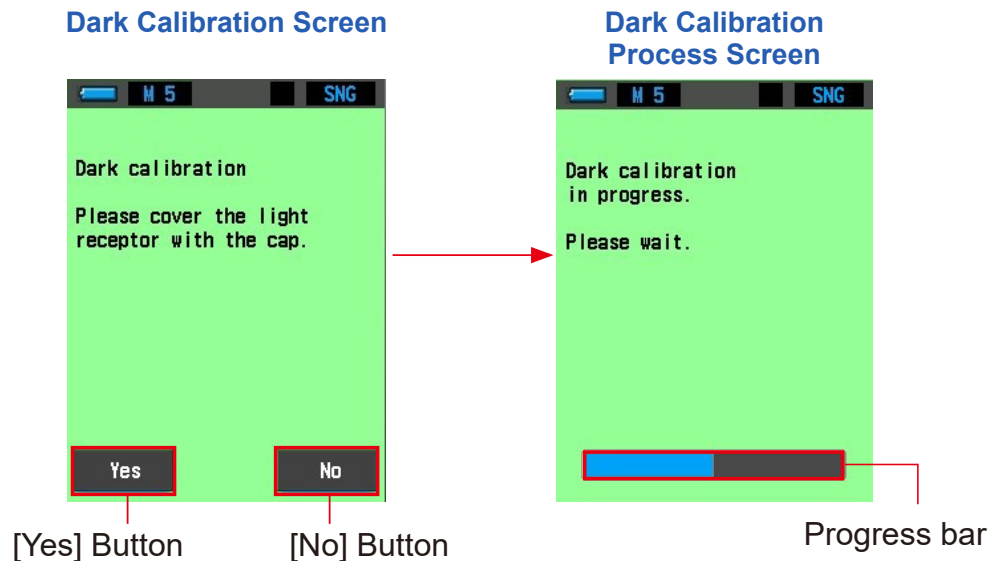 Dark Calibration Screen
M 5
SNG
Dark calibration
Please cover the light
receptor with the cap.
Yes
No
[Yes] Button
[No] Button
Dark Calibration
Process Screen
M 5
SNG
Dark calibration
in progress.
Please wait.
Progress bar